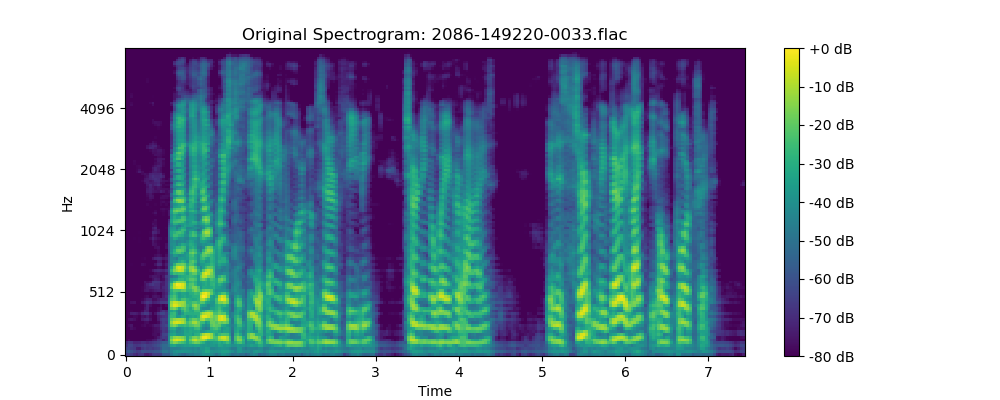 Original Spectrogram: 2086-149220-0033.flac
Hz
4096
2048
1024
512
0
0 1 2 3 4 5 6 7
Time
+0 dB
-10 dB
-20 dB
-30 dB
-40 dB
-50 dB
-60 dB
-70 dB
-80 dB